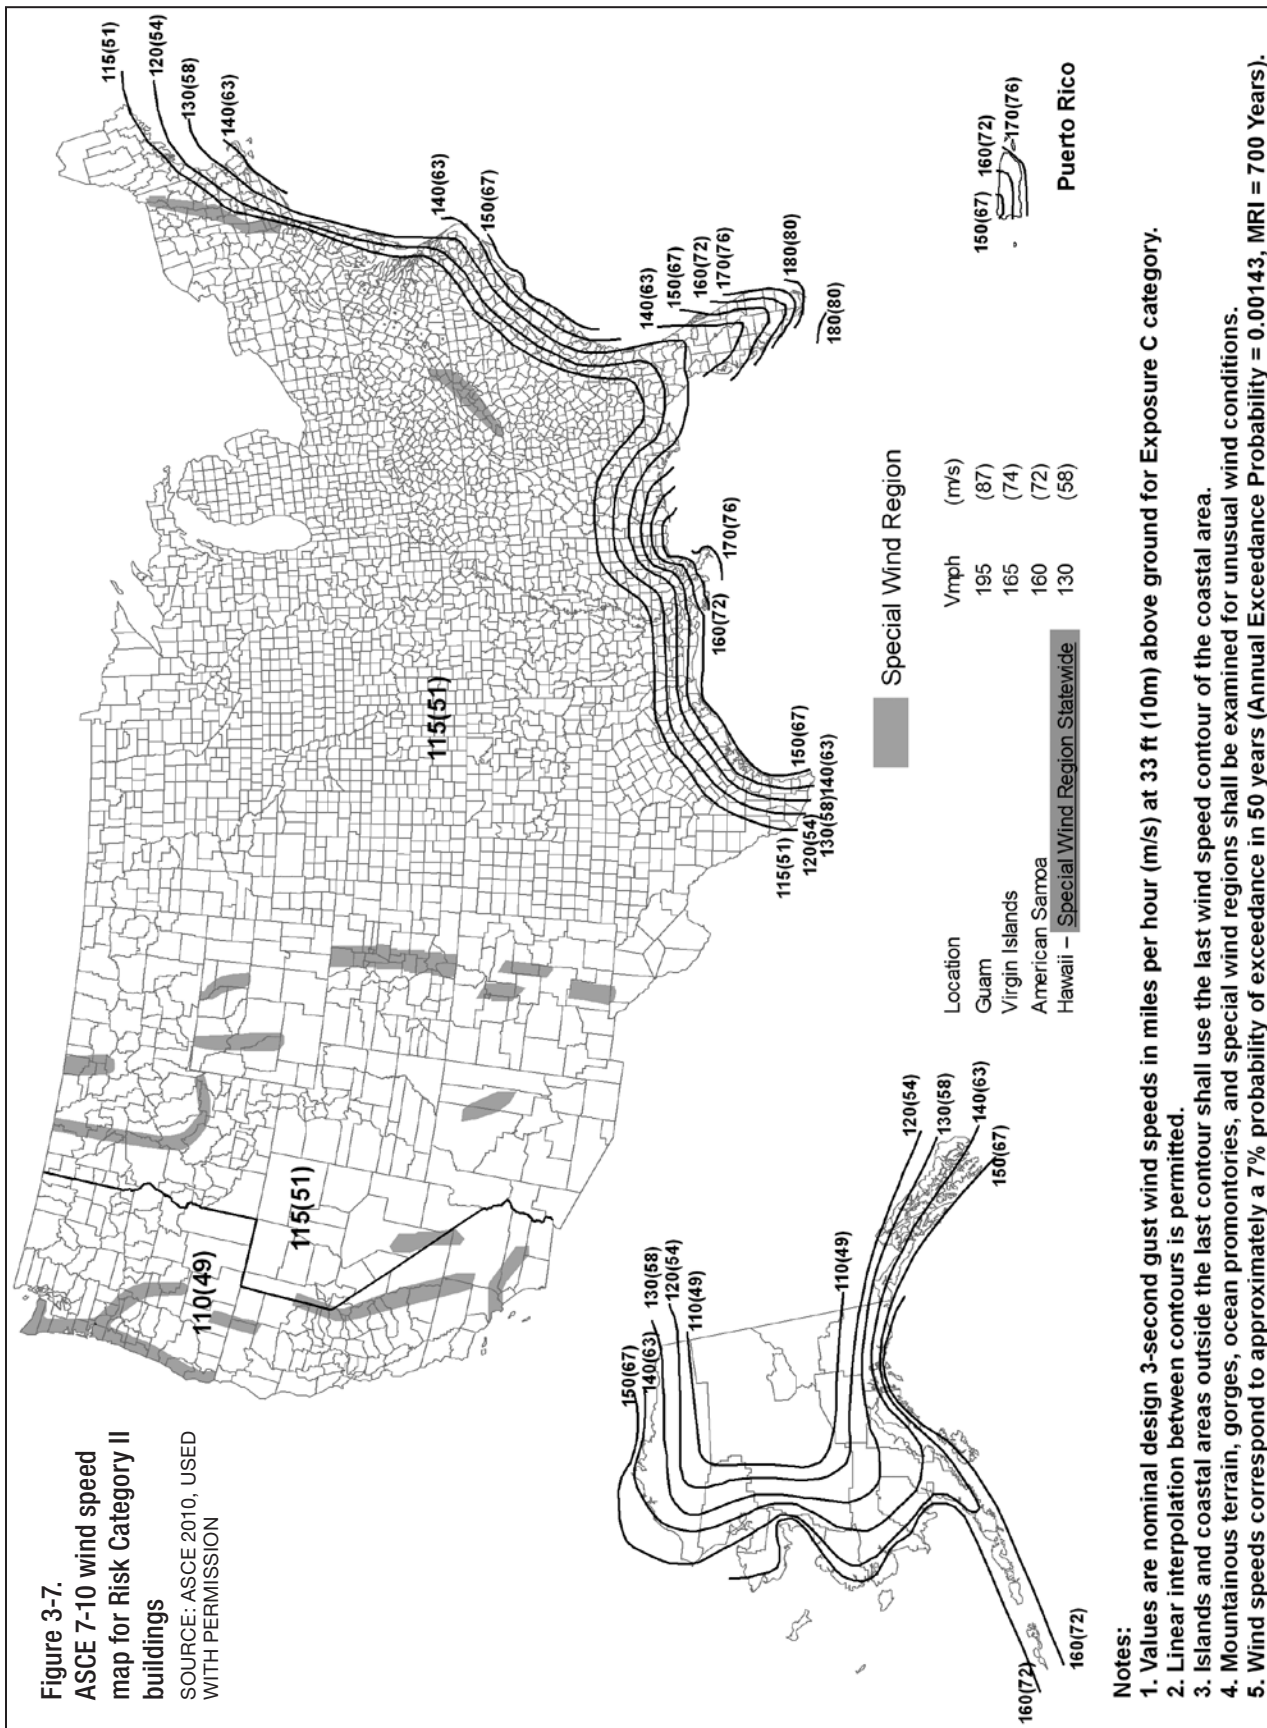 Figure 3-7.
ASCE 7-10 wind speed
map for Risk Category II
buildings
SOURCE: ASCE 2010, USED
WITH PERMISSION
115(51)
120(54)
130(58)
140(63)
140(63)
150(67)
140(63)
150(67)
160(72)
170(76)
180(80)
180(80)
170(76)
160(72)
150(67)
140(63)
130(58)
120(54)
115(51)
115(51)
115(51)
110(49)
150(67)
140(63)
130(58)
120(54)
110(49)
110(49)
120(54)
130(58)
140(63)
150(67)
160(72)
160(72)
150(67)
160(72)
170(76)
Puerto Rico
Special Wind Region
Location Vmph (m/s)
Guam 195 (87)
Virgin Islands 165 (74)
American Samoa 160 (72)
Hawaii – Special Wind Region Statewide 130 (58)
Notes:
1. Values are nominal design 3-second gust wind speeds in miles per hour (m/s) at 33 ft (10m) above ground for Exposure C category.
2. Linear interpolation between contours is permitted.
3. Islands and coastal areas outside the last contour shall use the last wind speed contour of the coastal area.
4. Mountainous terrain, gorges, ocean promontories, and special wind regions shall be examined for unusual wind conditions.
5. Wind speeds correspond to approximately a 7% probability of exceedance in 50 years (Annual Exceedance Probability = 0.00143, MRI = 700 Years).